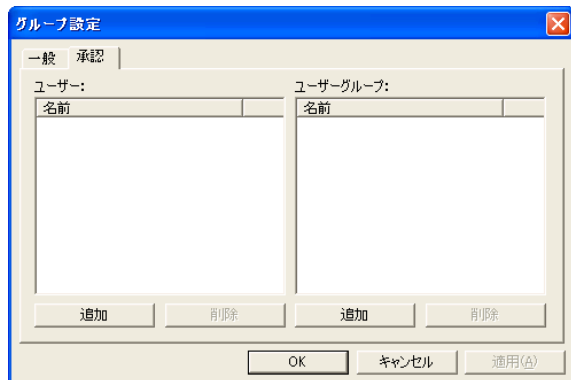 グループ設定
一般 承認
ユーザー: ユーザーグループ:
名前 名前
追加 削除 追加 削除
OK キャンセル 適用(A)